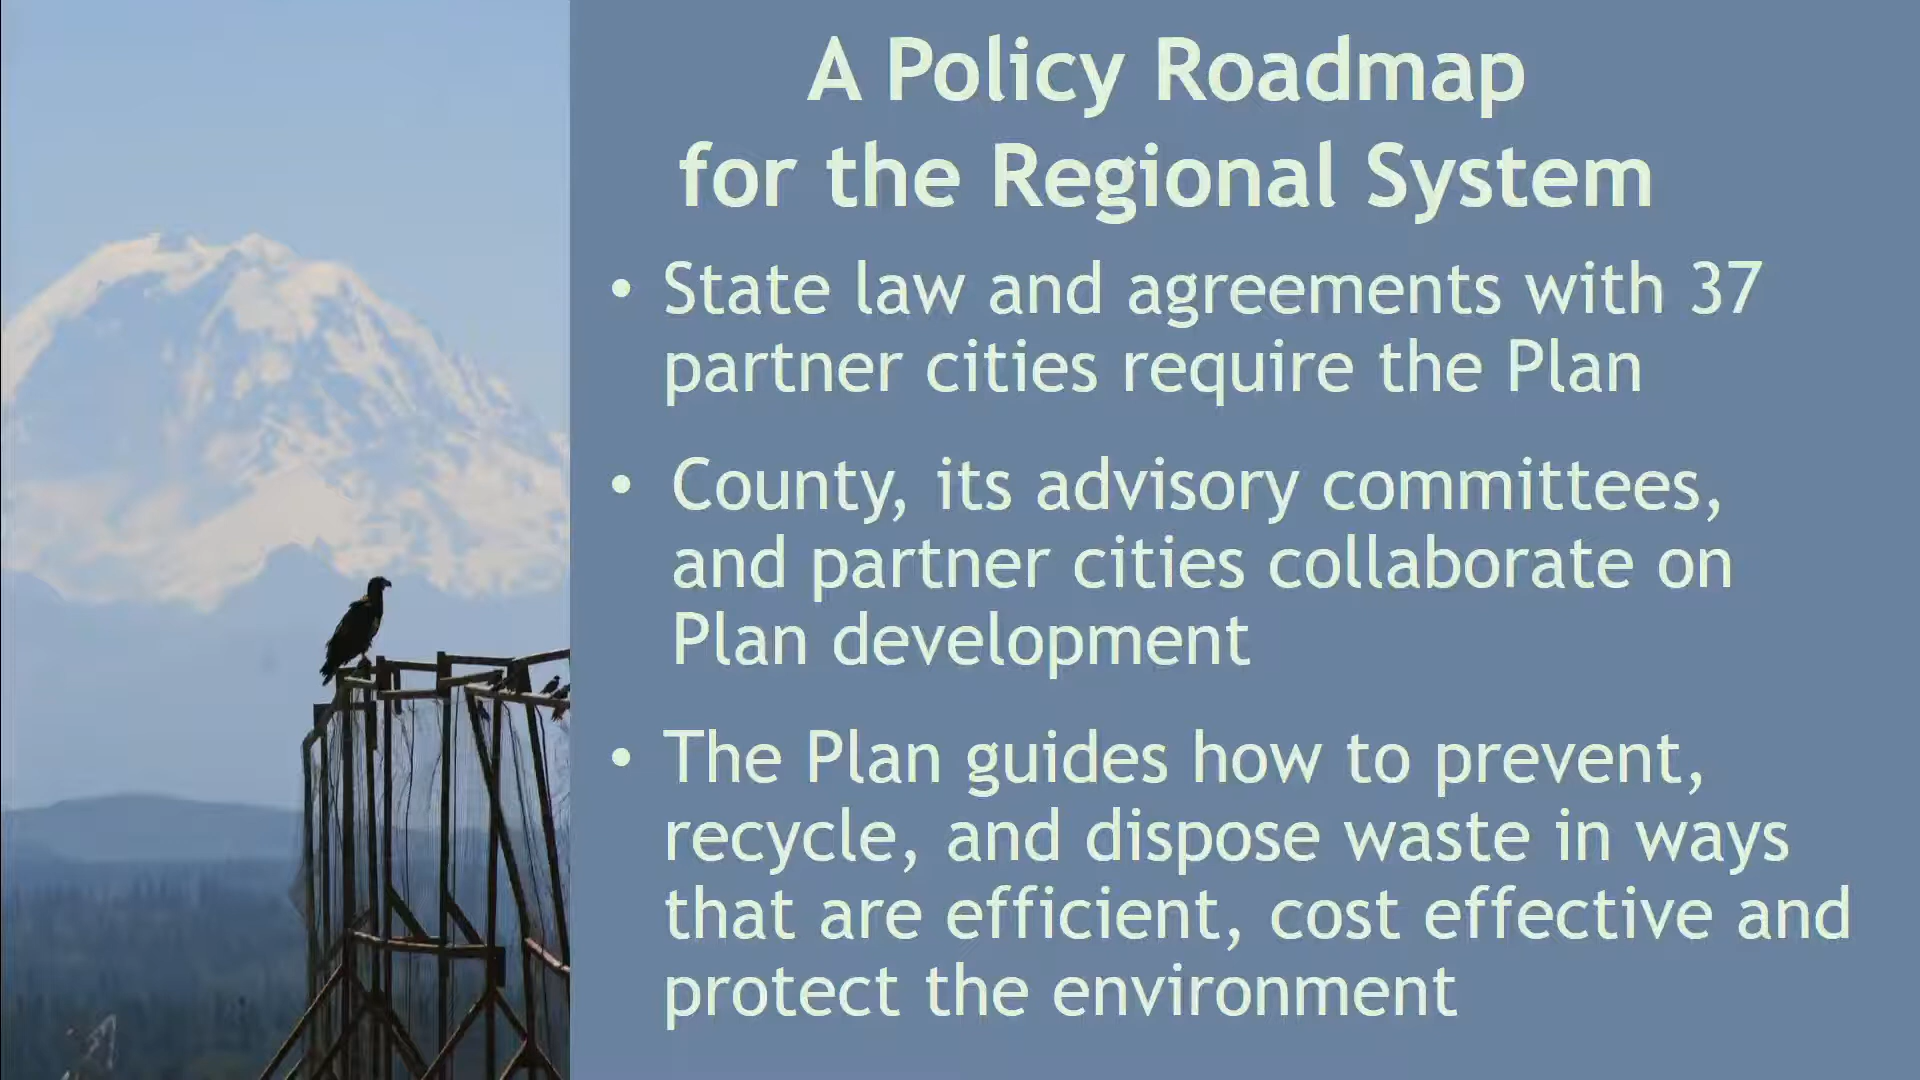 A Policy Roadmap
for the Regional System
• State law and agreements with 37
partner cities require the Plan
• County, its advisory committees,
and partner cities collaborate on
Plan development
• The Plan guides how to prevent,
recycle, and dispose waste in ways
that are efficient, cost effective and
protect the environment